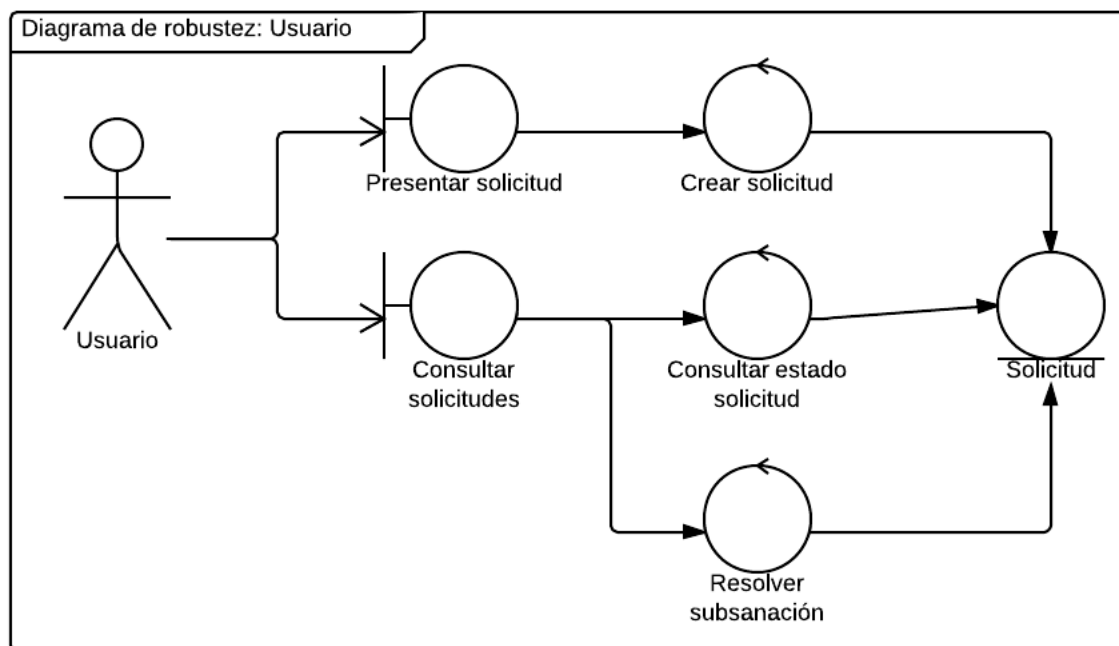 Diagrama de robustez: Usuario
Presentar solicitud
Crear solicitud
Usuario
Consultar
solicitudes
Consultar estado
solicitud
Solicitud
Resolver
subsanación